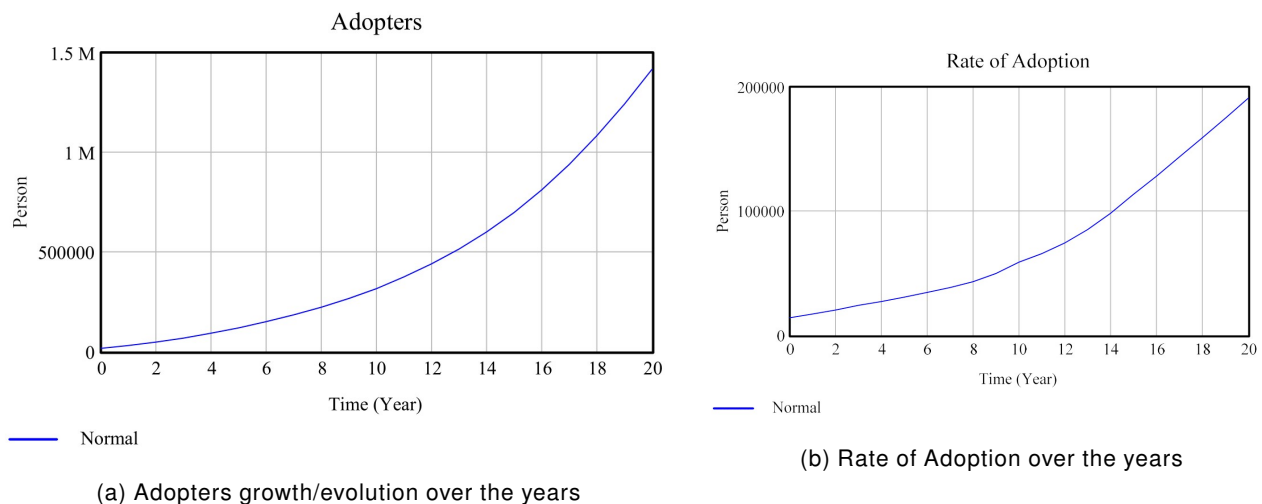 Adopters
1.5 M
1 M
500000
0
Person
0 2 4 6 8 10 12 14 16 18 20
Time (Year)
Normal
(a) Adopters growth/evolution over the years
Rate of Adoption
200000
100000
0
Person
0 2 4 6 8 10 12 14 16 18 20
Time (Year)
Normal
(b) Rate of Adoption over the years